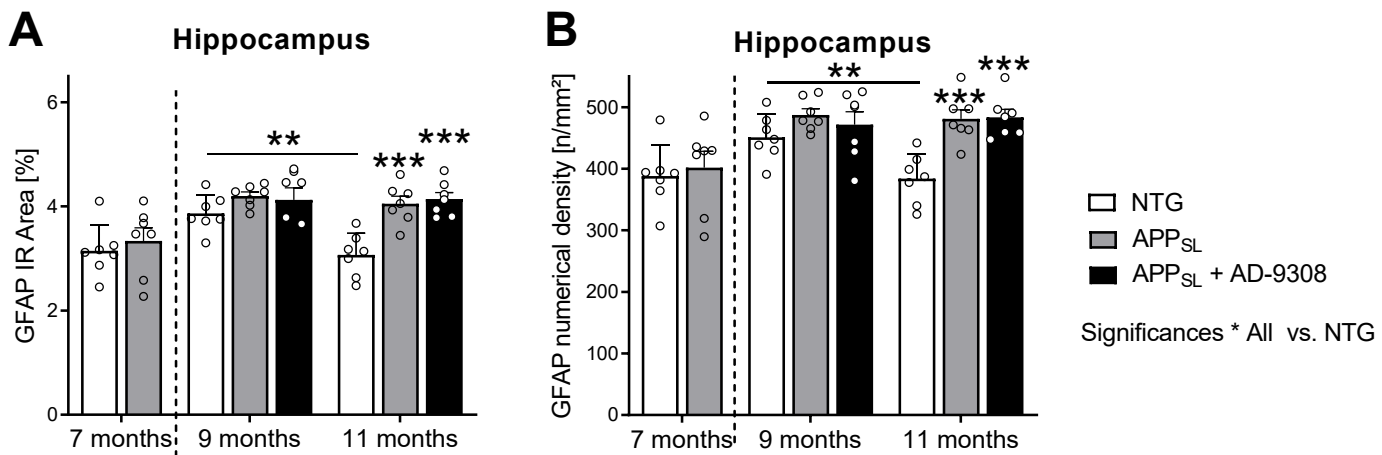 A
Hippocampus
GFAP IR Area [%]
6
4
2
0
**
***
***
7 months
9 months
11 months
B
Hippocampus
GFAP numerical density [n/mm²]
500
400
300
200
100
0
**
***
***
7 months
9 months
11 months
NTG
APPSL
APPSL + AD-9308
Significances * All vs. NTG